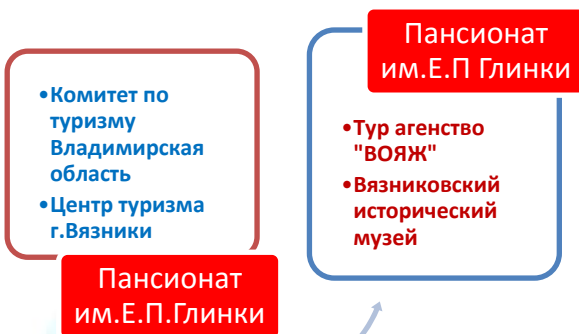 •Комитет по
туризму
Владимирская
область
•Центр туризма
г.Вязники
Пансионат
им.Е.П.Глинки
Пансионат
им.Е.П Глинки
•Тур агенство
"ВОЯЖ"
•Вязниковский
исторический
музей